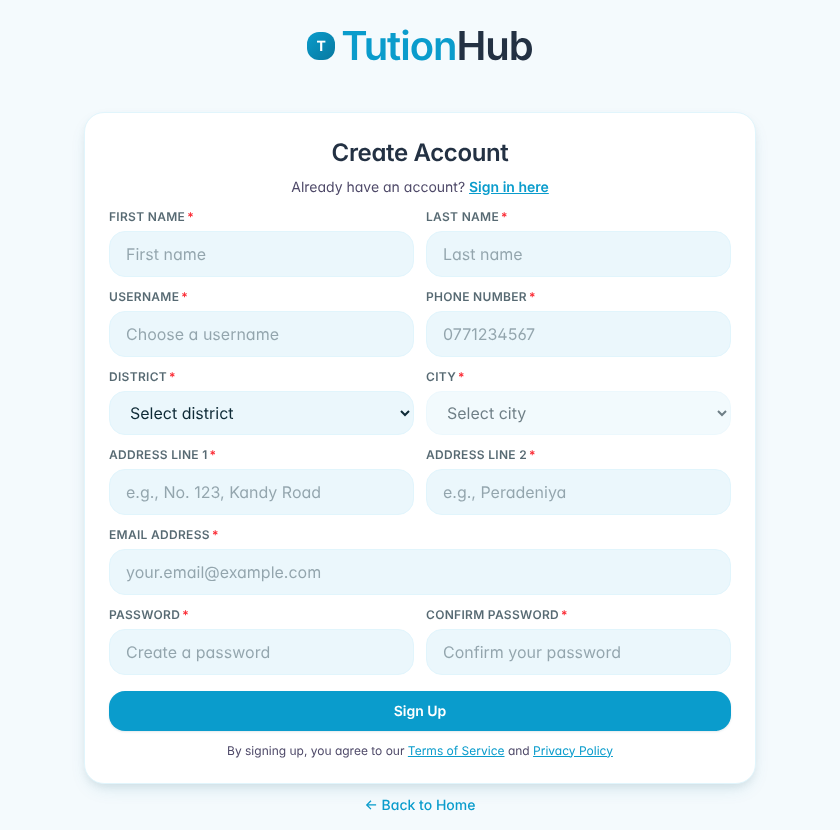 T TutionHub
Create Account
Already have an account? Sign in here
FIRST NAME * LAST NAME *
First name Last name
USERNAME * PHONE NUMBER *
Choose a username 0771234567
DISTRICT * CITY *
Select district Select city
ADDRESS LINE 1 * ADDRESS LINE 2 *
e.g., No. 123, Kandy Road e.g., Peradeniya
EMAIL ADDRESS *
your.email@example.com
PASSWORD * CONFIRM PASSWORD *
Create a password Confirm your password
Sign Up
By signing up, you agree to our Terms of Service and Privacy Policy
← Back to Home